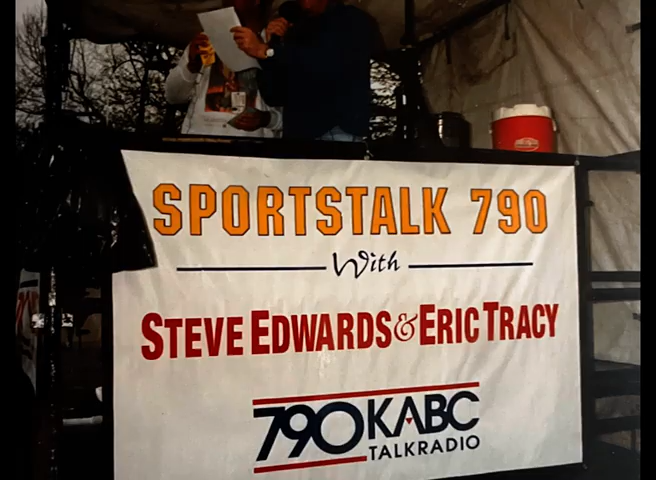 SPORTSTALK 790
With
STEVE EDWARDS & ERIC TRACY
790 KABC
TALKRADIO